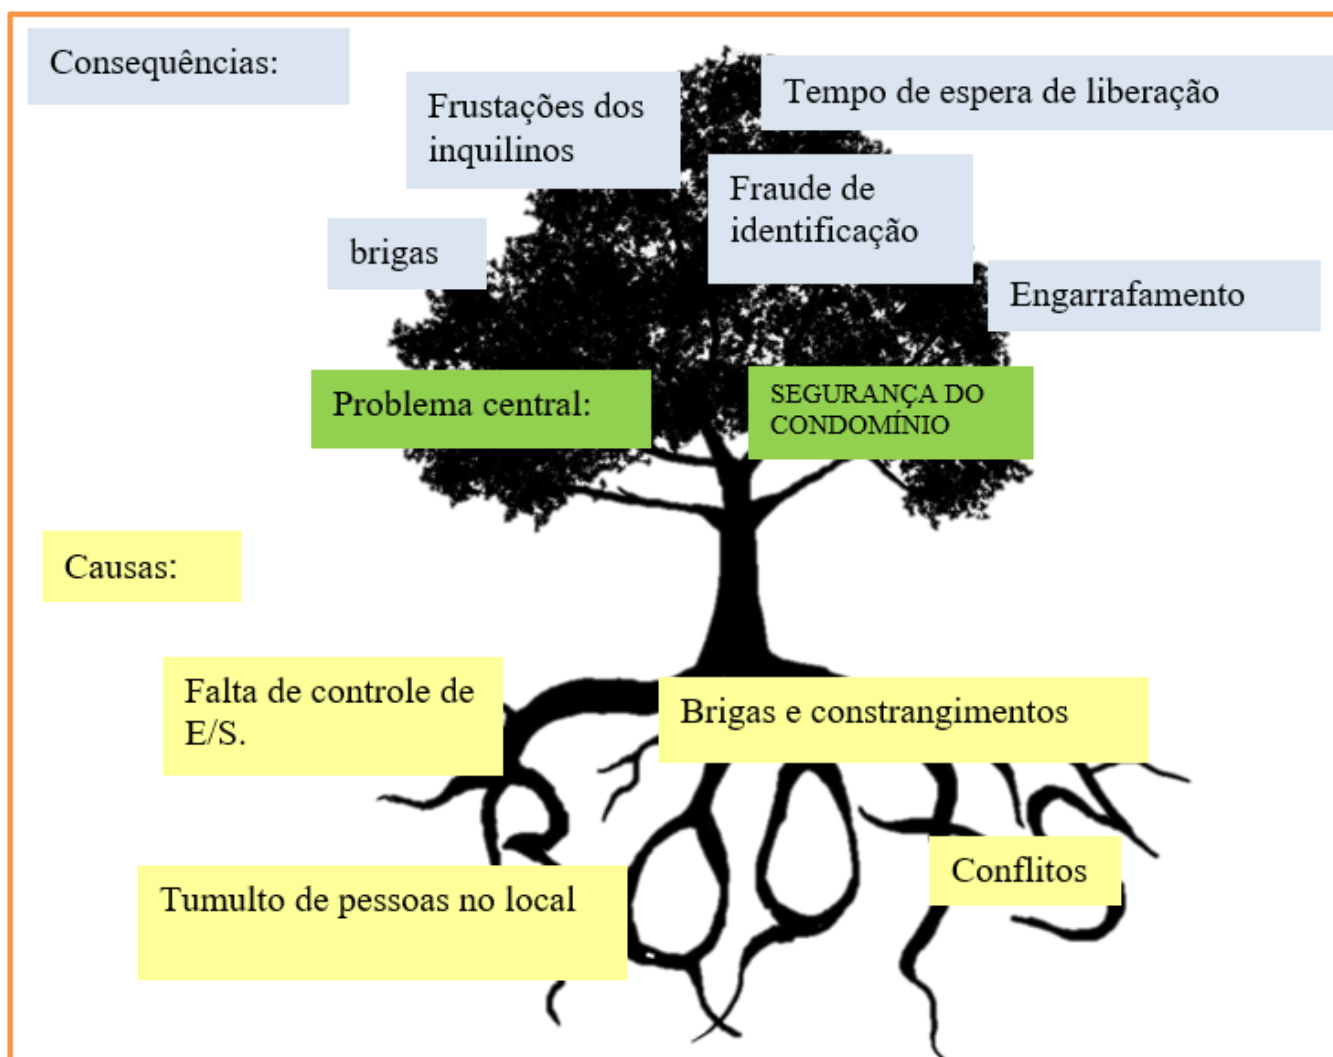 Consequências:
Tempo de espera de liberação
Frustações dos
inquilinos
Fraude de
identificação
brigas
Engarrafamento
Problema central:
SEGURANÇA DO
CONDOMÍNIO
Causas:
Falta de controle de
E/S.
Brigas e constrangimentos
Conflitos
Tumulto de pessoas no local